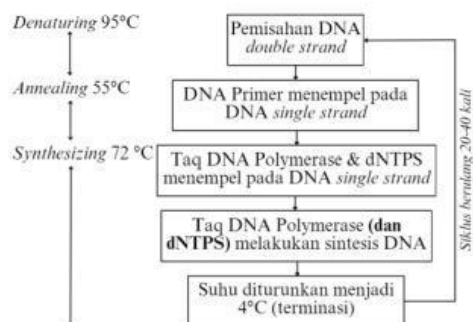 Denaturing 95°C
Annealing 55°C
Synthesizing 72 °C
Pemisahan DNA
double strand
DNA Primer menempel pada
DNA single strand
Taq DNA Polymerase & dNTPS
menempel pada DNA single strand
Taq DNA Polymerase (dan
dNTPS) melakukan sintesis DNA
Suhu diturunkan menjadi
4°C (terminasi)
Siklus berulang 20-40 kali